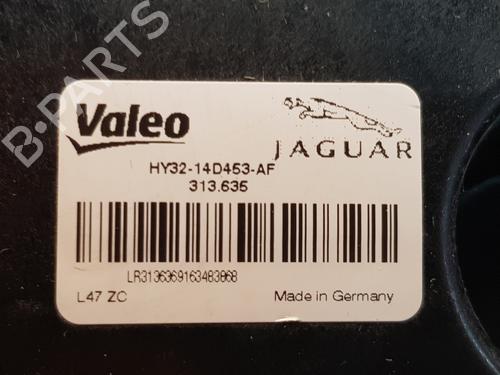 B-PARTS
Valeo
JAGUAR
HY32-14D453-AF
313.635
LR3136369163483868
L47 ZC
Made in Germany